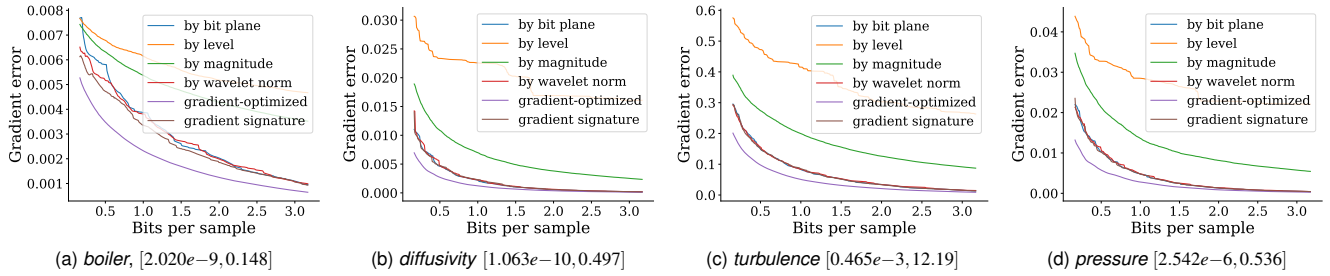 0.008
0.007
0.006
0.005
0.004
0.003
0.002
0.001
Gradient error
0.5 1.0 1.5 2.0 2.5 3.0
Bits per sample
by bit plane
by level
by magnitude
by wavelet norm
gradient-optimized
gradient signature
(a) boiler, [2.020e−9,0.148]
0.030
0.025
0.020
0.015
0.010
0.005
0.000
Gradient error
0.5 1.0 1.5 2.0 2.5 3.0
Bits per sample
by bit plane
by level
by magnitude
by wavelet norm
gradient-optimized
gradient signature
(b) diffusivity [1.063e−10,0.497]
0.6
0.5
0.4
0.3
0.2
0.1
0.0
Gradient error
0.5 1.0 1.5 2.0 2.5 3.0
Bits per sample
by bit plane
by level
by magnitude
by wavelet norm
gradient-optimized
gradient signature
(c) turbulence [0.465e−3,12.19]
0.04
0.03
0.02
0.01
0.00
Gradient error
0.5 1.0 1.5 2.0 2.5 3.0
Bits per sample
by bit plane
by level
by magnitude
by wavelet norm
gradient-optimized
gradient signature
(d) pressure [2.542e−6,0.536]